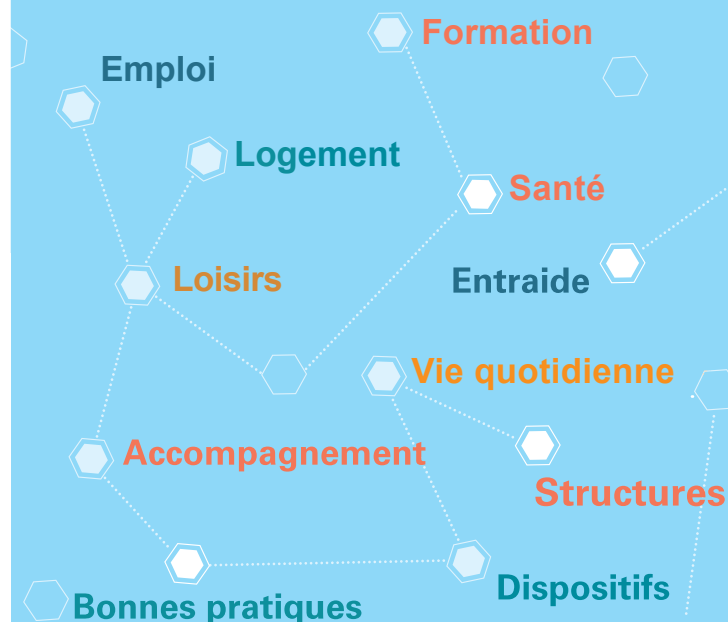 Formation
Emploi
Logement
Santé
Loisirs
Entraide
Vie quotidienne
Accompagnement
Structures
Dispositifs
Bonnes pratiques